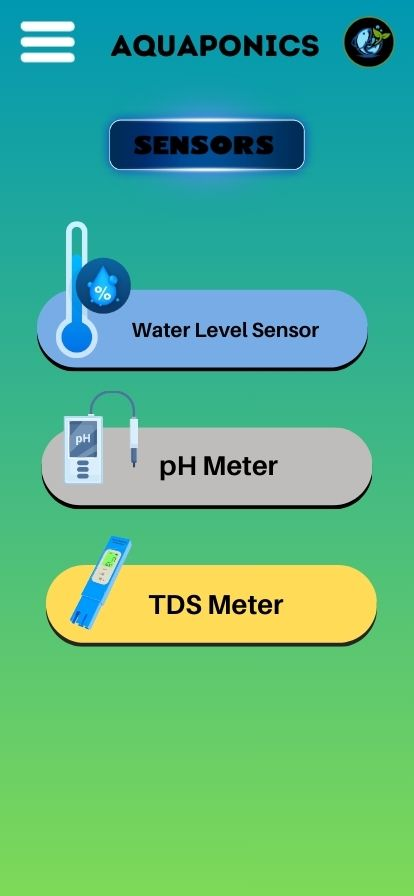 AQUAPONICS
SENSORS
%
Water Level Sensor
pH
pH Meter
TDS Meter